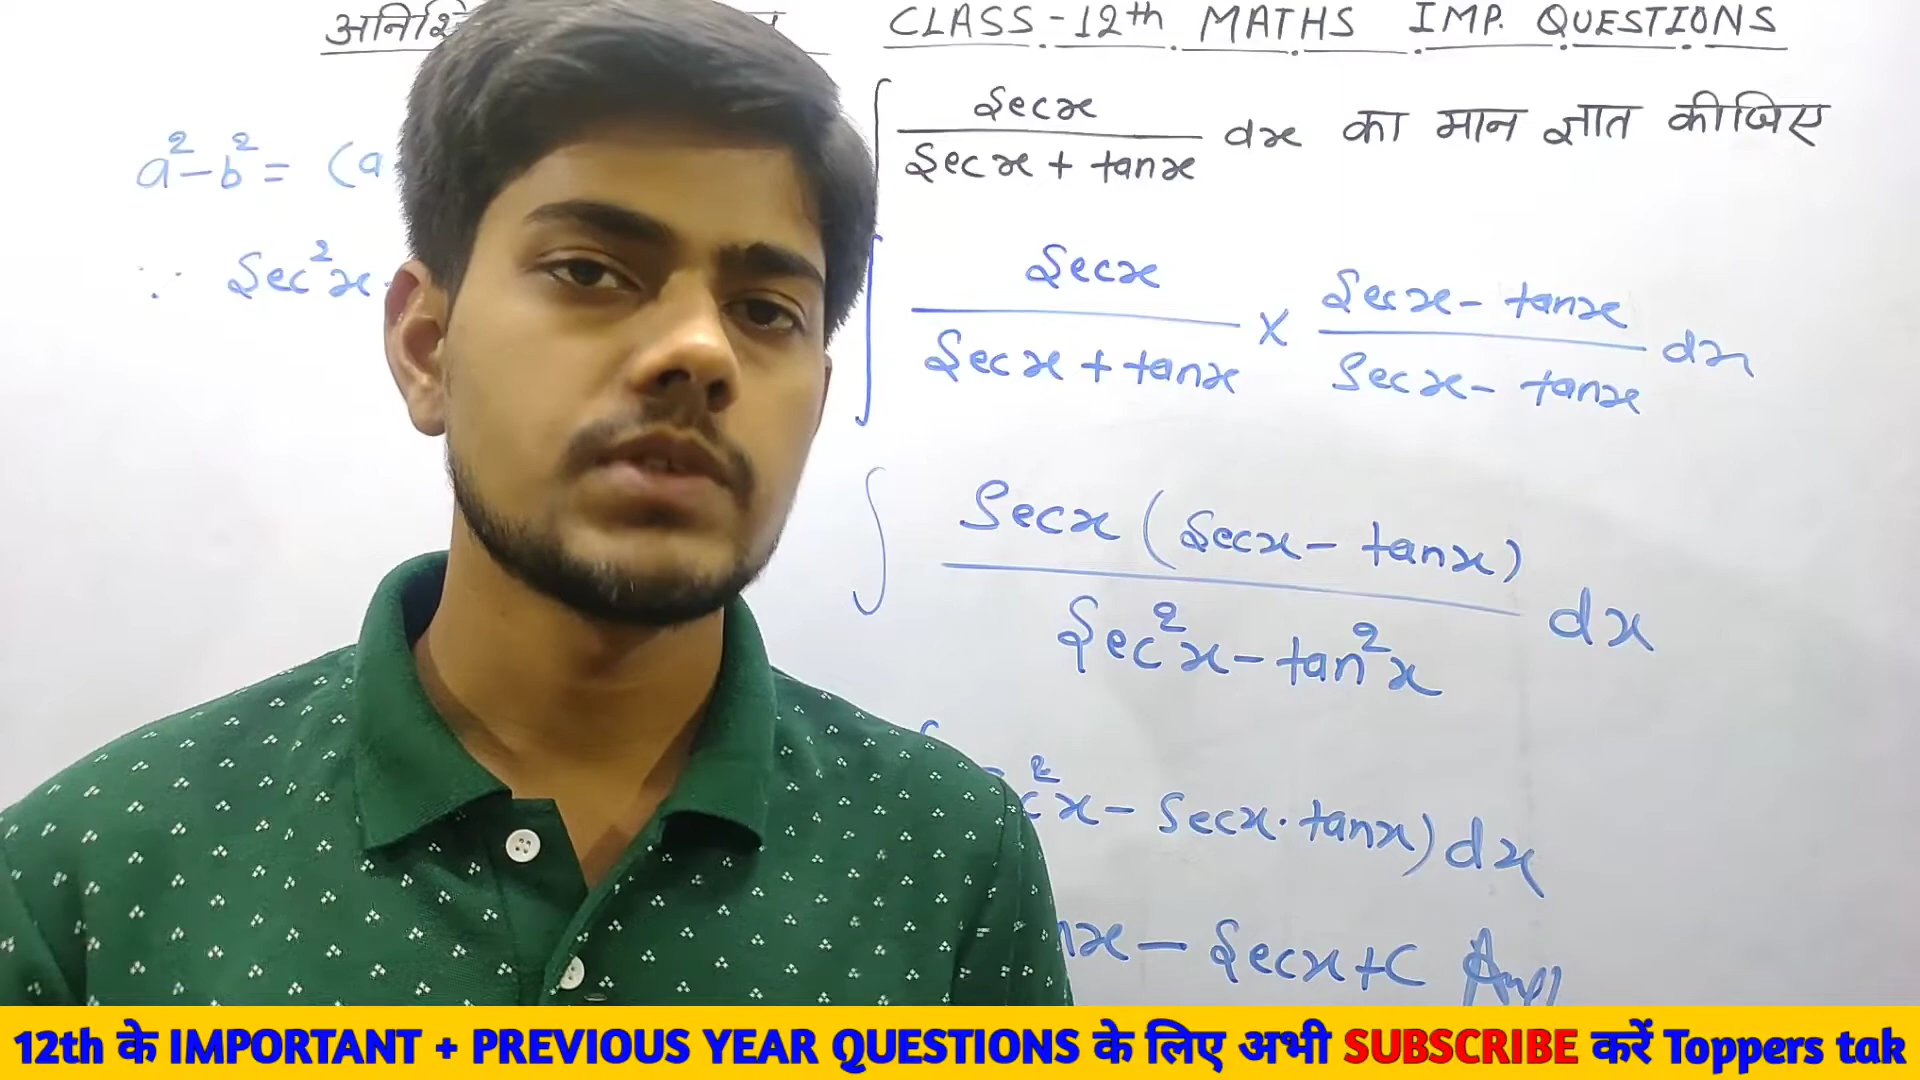 CLASS-12th MATHS IMP. QUESTIONS
∫ Secx / (Secx + tanx) dx का मान ज्ञात कीजिए
a² - b² = (a
∵ Sec²x -
∫ Secx / (Secx + tanx) × (Secx - tanx) / (Secx - tanx) dx
∫ Secx (Secx - tanx) / (Sec²x - tan²x) dx
²x - Secx · tanx) dx
nx - Secx + C Ans
12th के IMPORTANT + PREVIOUS YEAR QUESTIONS के लिए अभी SUBSCRIBE करें Toppers tak